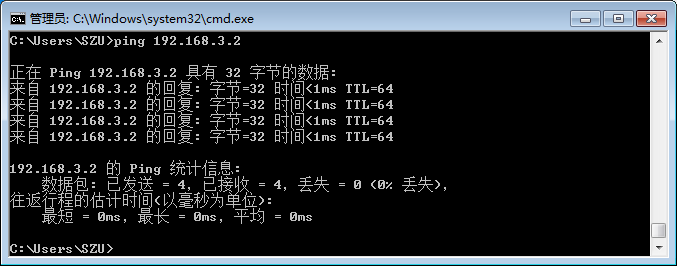 管理员: C:\Windows\system32\cmd.exe
C:\Users\SZU>ping 192.168.3.2
正在 Ping 192.168.3.2 具有 32 字节的数据:
来自 192.168.3.2 的回复: 字节=32 时间<1ms TTL=64
来自 192.168.3.2 的回复: 字节=32 时间<1ms TTL=64
来自 192.168.3.2 的回复: 字节=32 时间<1ms TTL=64
来自 192.168.3.2 的回复: 字节=32 时间<1ms TTL=64
192.168.3.2 的 Ping 统计信息:
数据包: 已发送 = 4, 已接收 = 4, 丢失 = 0 (0% 丢失),
往返行程的估计时间(以毫秒为单位):
最短 = 0ms, 最长 = 0ms, 平均 = 0ms
C:\Users\SZU>